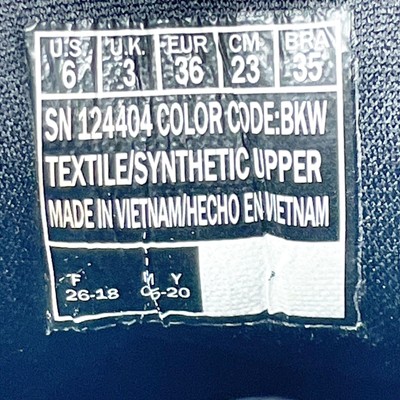 U.S. U.K. EUR CM BRA
6 3 36 23 35
SN 124404 COLOR CODE:BKW
TEXTILE/SYNTHETIC UPPER
MADE IN VIETNAM/HECHO EN VIETNAM
F M Y
26-18 05-20